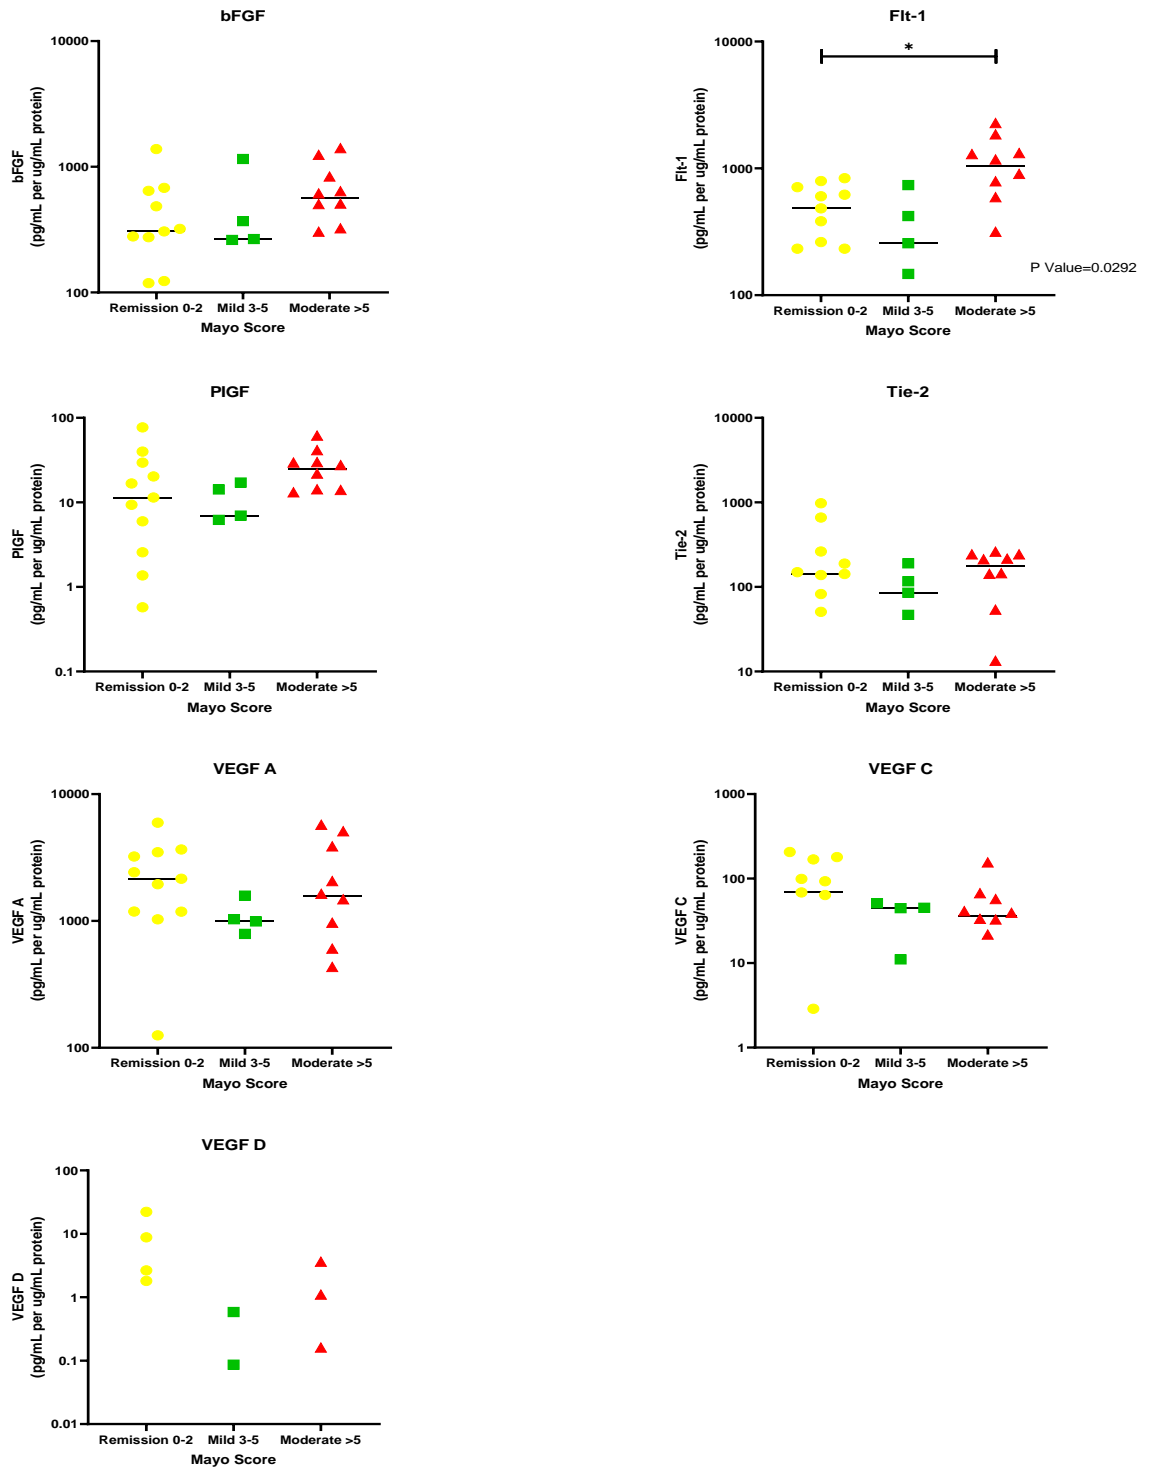 bFGF
bFGF
(pg/mL per ug/mL protein)
10000
1000
100
Remission 0-2 Mild 3-5 Moderate >5
Mayo Score
Flt-1
Flt-1
(pg/mL per ug/mL protein)
10000
1000
100
*
P Value=0.0292
Remission 0-2 Mild 3-5 Moderate >5
Mayo Score
PIGF
PIGF
(pg/mL per ug/mL protein)
100
10
1
0.1
Remission 0-2 Mild 3-5 Moderate >5
Mayo Score
Tie-2
Tie-2
(pg/mL per ug/mL protein)
10000
1000
100
10
Remission 0-2 Mild 3-5 Moderate >5
Mayo Score
VEGF A
VEGF A
(pg/mL per ug/mL protein)
10000
1000
100
Remission 0-2 Mild 3-5 Moderate >5
Mayo Score
VEGF C
VEGF C
(pg/mL per ug/mL protein)
1000
100
10
1
Remission 0-2 Mild 3-5 Moderate >5
Mayo Score
VEGF D
VEGF D
(pg/mL per ug/mL protein)
100
10
1
0.1
0.01
Remission 0-2 Mild 3-5 Moderate >5
Mayo Score